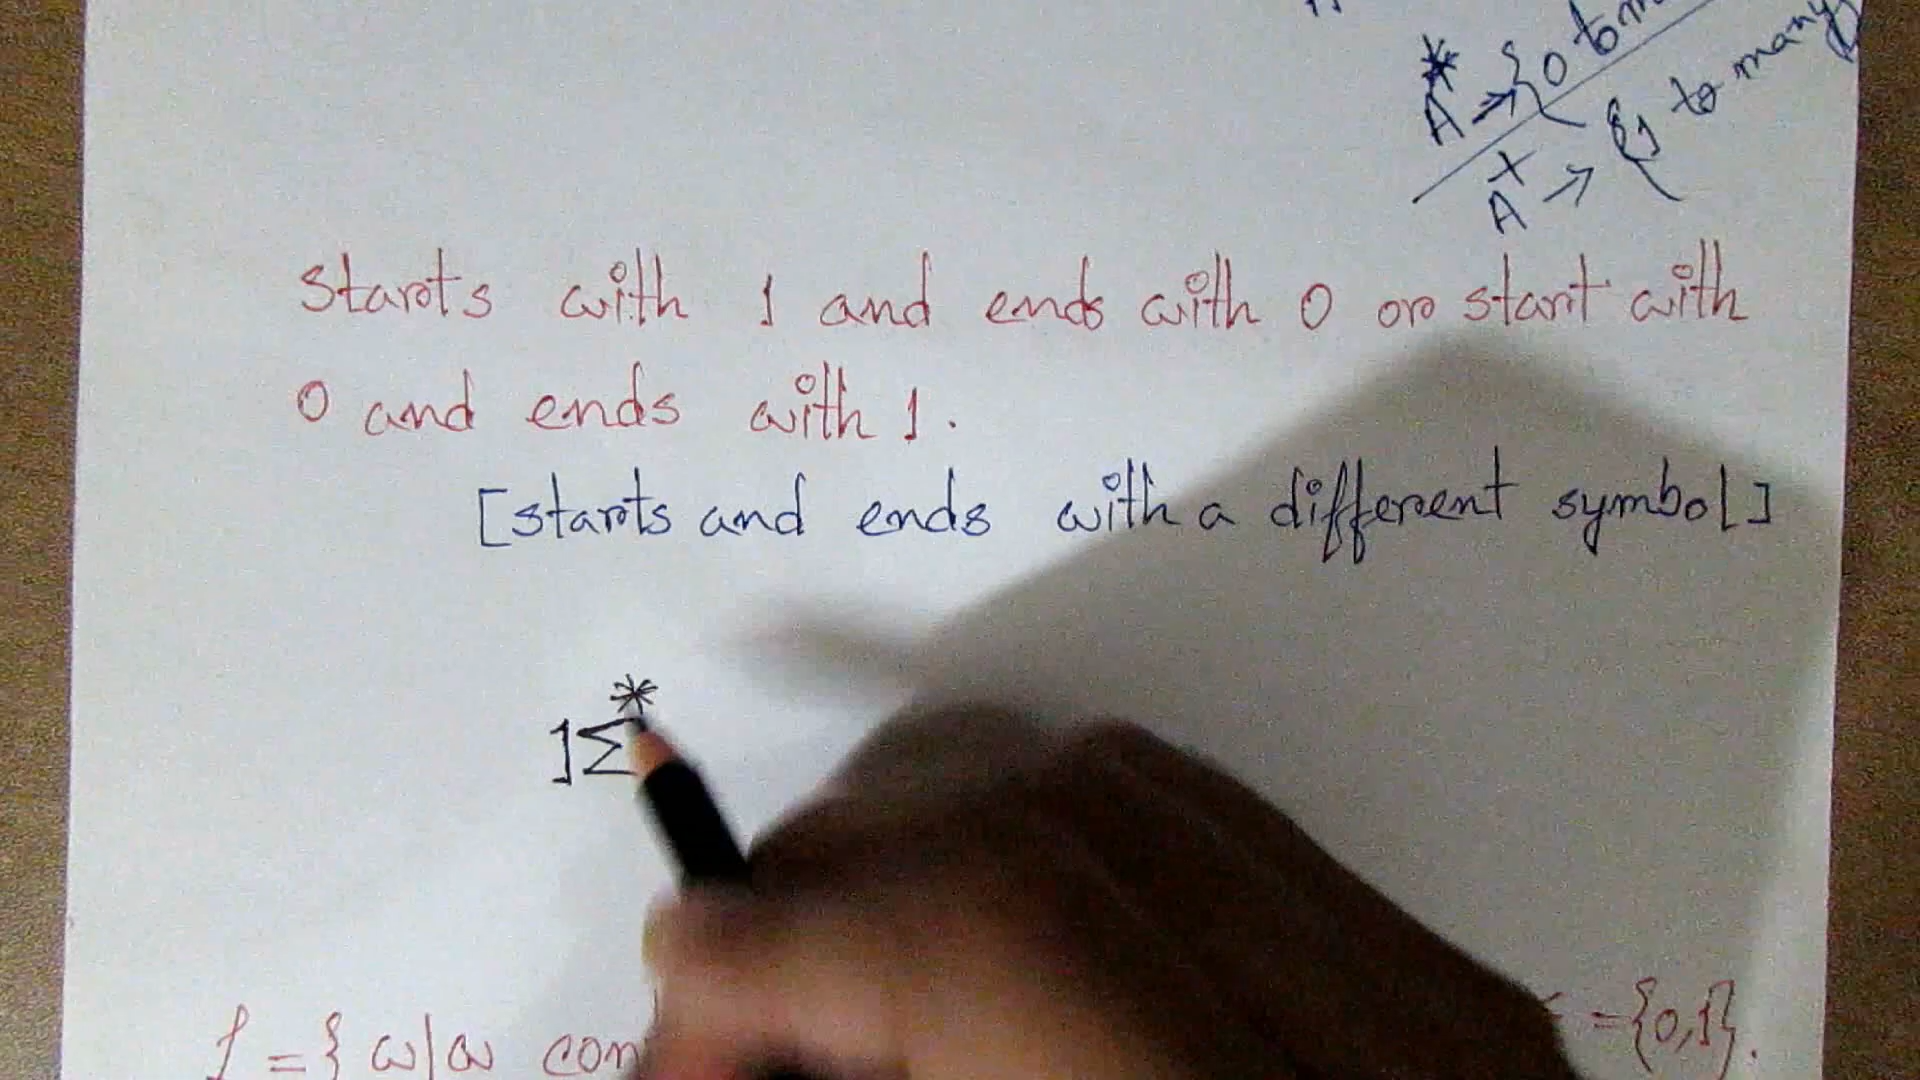 * A → {0 to
+ A → {1 to many
starts with 1 and ends with 0 or start with
0 and ends with 1.
[starts and ends with a different symbol]
1Σ*
L = { w | w con = {0,1}.